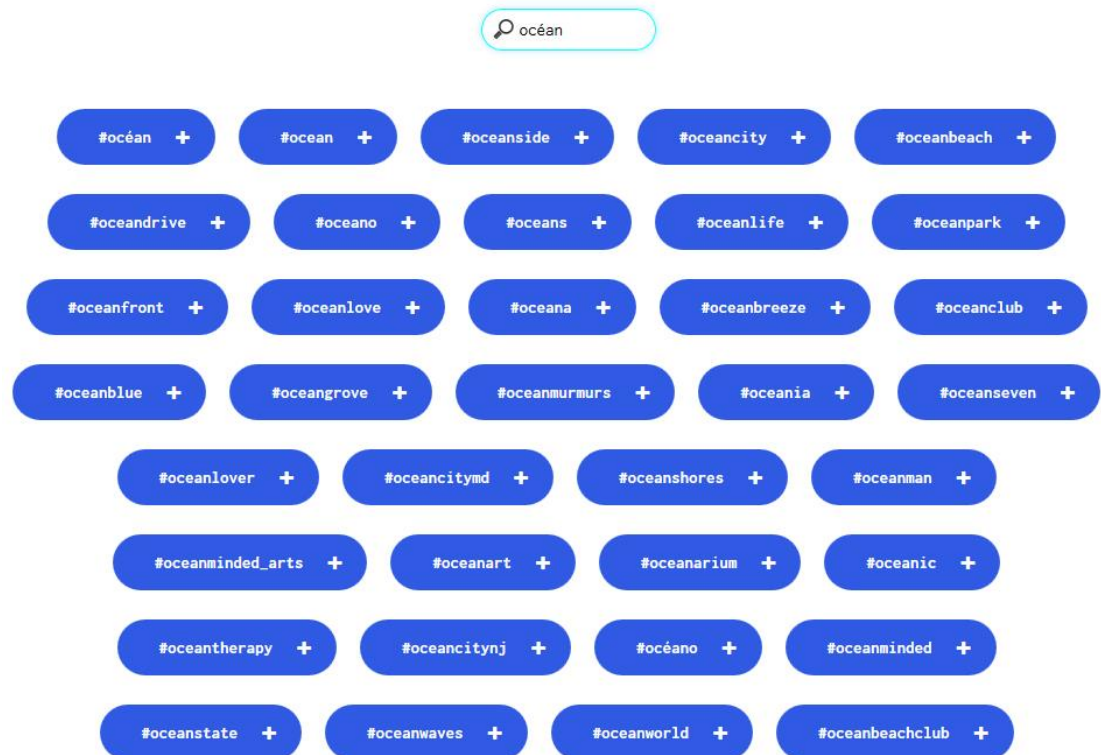 océan
#océan + #ocean + #oceanside + #oceancity + #oceanbeach +
#oceandrive + #oceano + #oceans + #oceanlife + #oceanpark +
#oceanfront + #oceanlove + #oceana + #oceanbreeze + #oceanclub +
#oceanblue + #oceangrove + #oceanmurmurs + #oceania + #oceanseven +
#oceanlover + #oceancitymd + #oceanshores + #oceanman +
#oceanminded_arts + #oceanart + #oceanarium + #oceanic +
#oceantherapy + #oceancitynj + #océano + #oceanminded +
#oceanstate + #oceanwaves + #oceanworld + #oceanbeachclub +